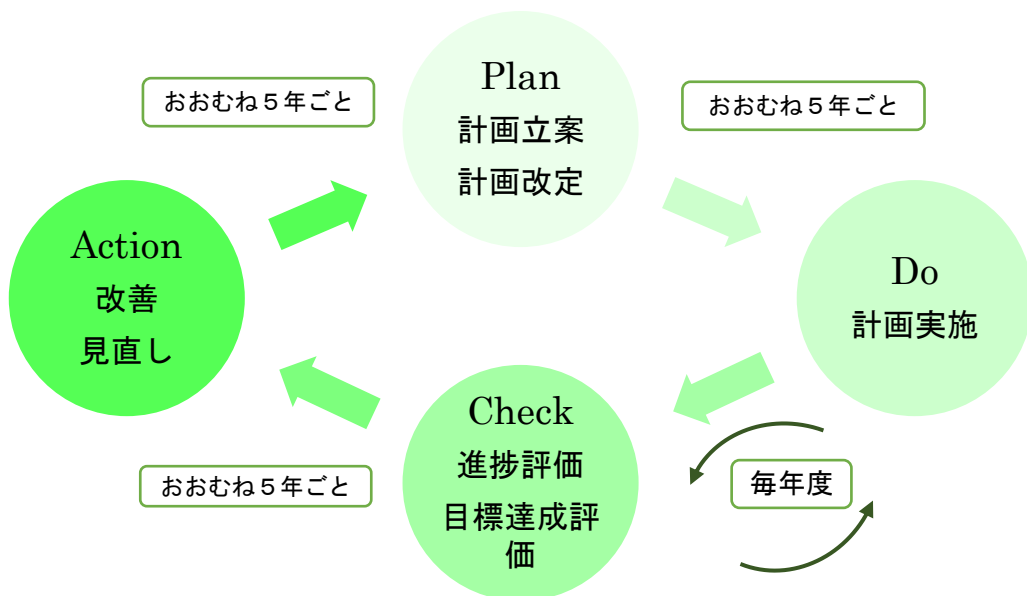 Plan
計画立案
計画改定
おおむね５年ごと
おおむね５年ごと
Action
改善
見直し
Do
計画実施
Check
進捗評価
目標達成評
価
おおむね５年ごと
毎年度